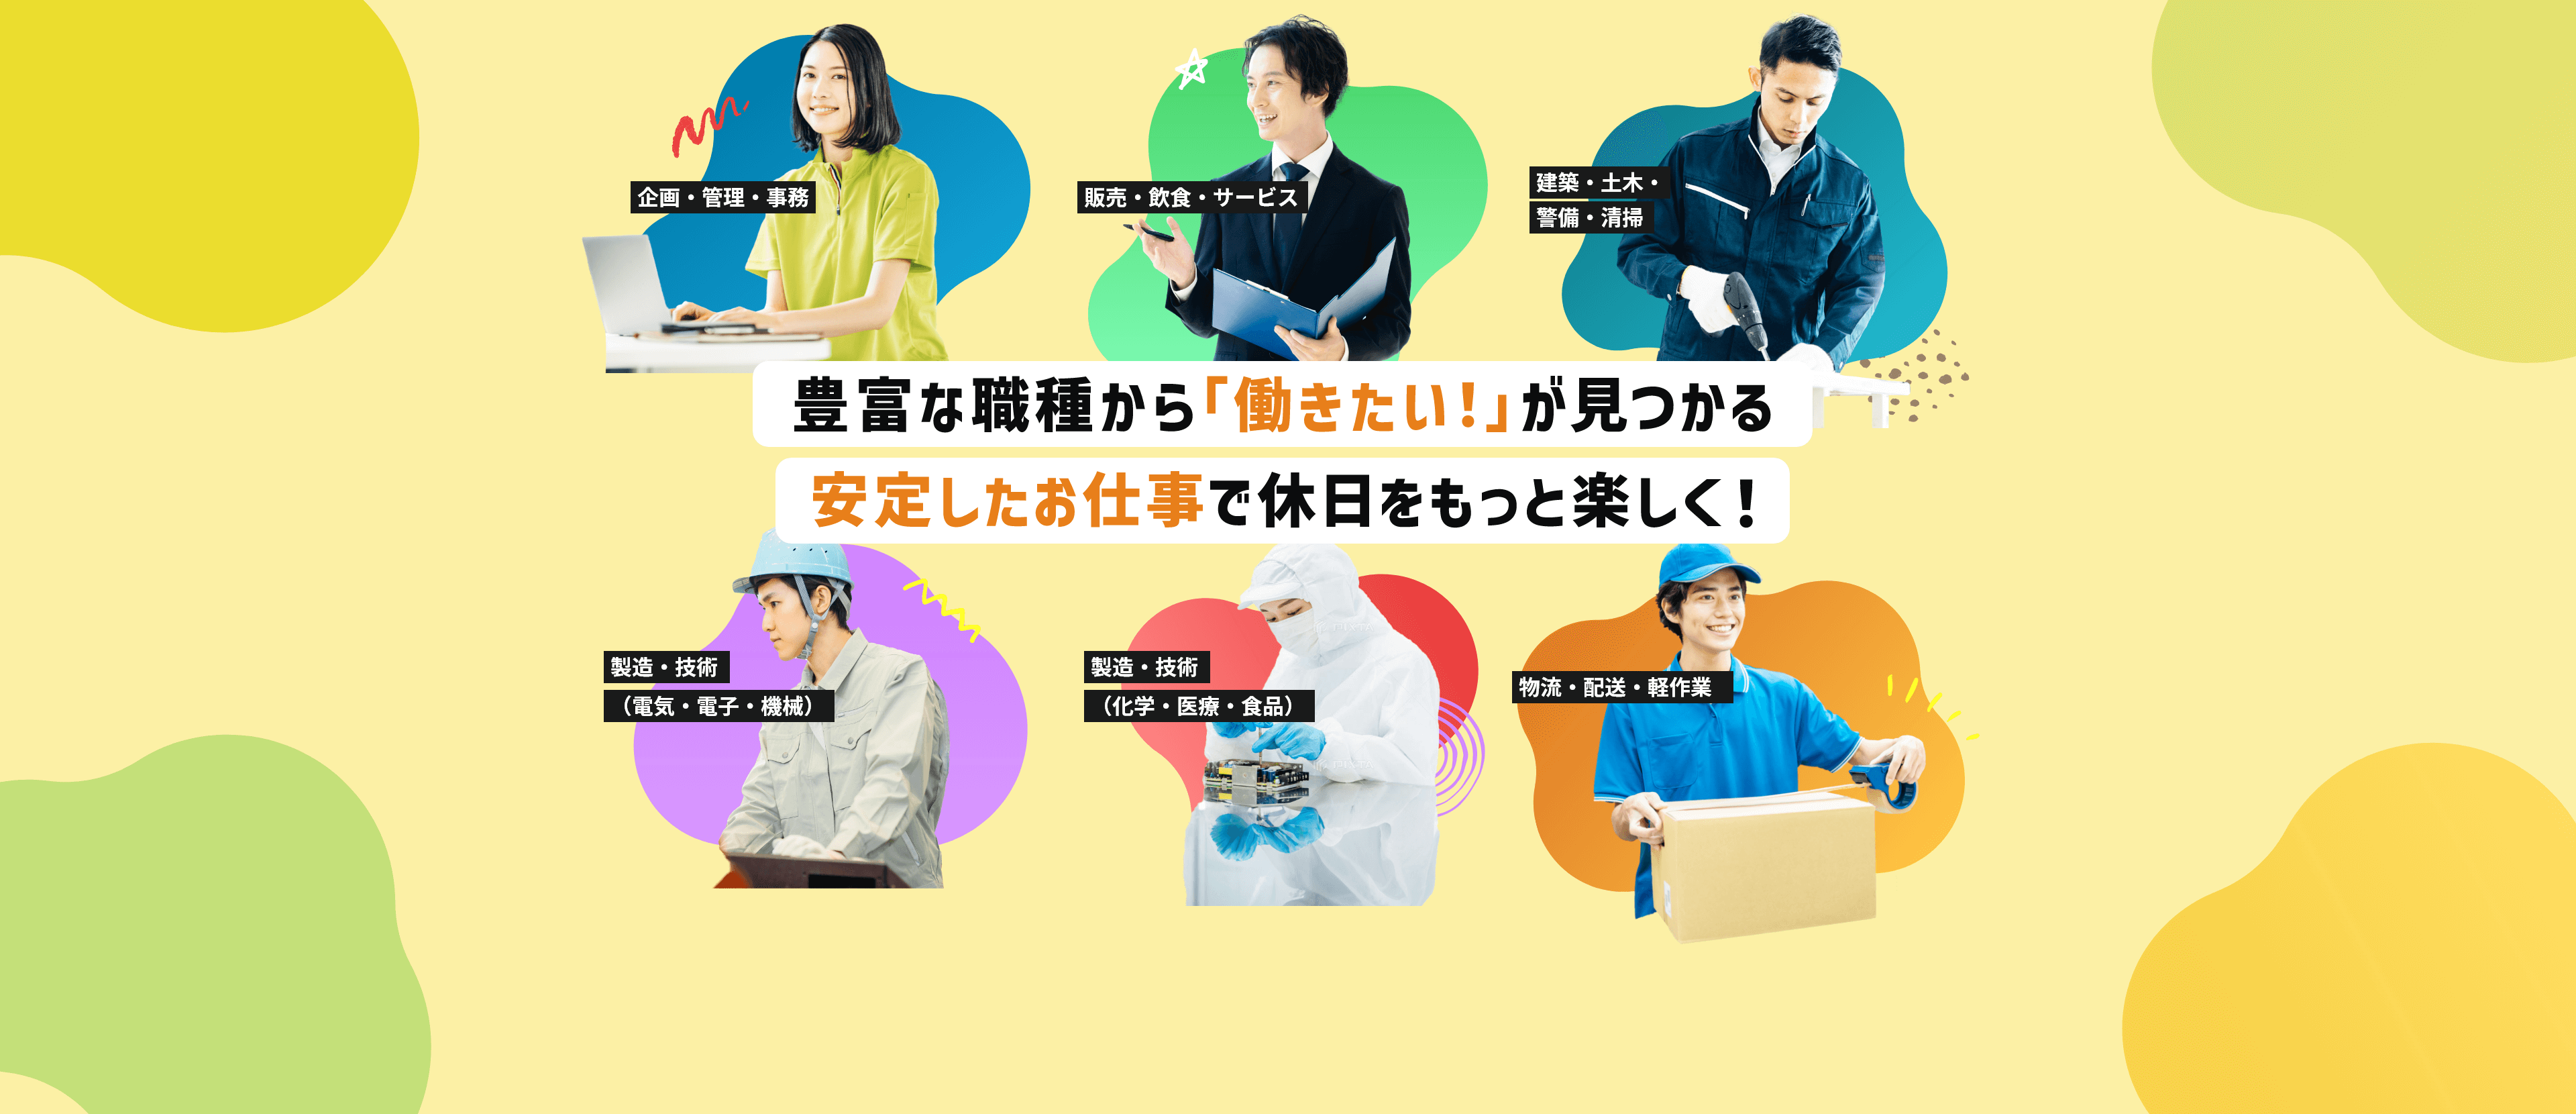 企画・管理・事務
販売・飲食・サービス
建築・土木・
警備・清掃
豊富な職種から「働きたい！」が見つかる
安定したお仕事で休日をもっと楽しく！
製造・技術
（電気・電子・機械）
製造・技術
（化学・医療・食品）
物流・配送・軽作業